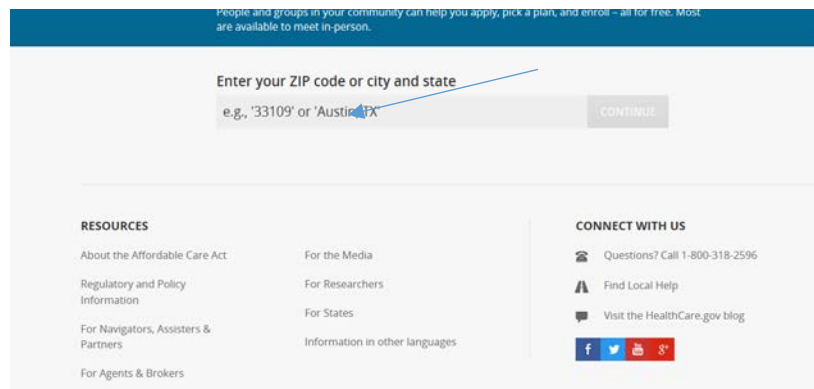 People and groups in your community can help you apply, pick a plan, and enroll – all for free. Most
are available to meet in-person.
Enter your ZIP code or city and state
e.g., '33109' or 'Austin, TX'
CONTINUE
RESOURCES
About the Affordable Care Act
Regulatory and Policy
Information
For Navigators, Assisters &
Partners
For Agents & Brokers
For the Media
For Researchers
For States
Information in other languages
CONNECT WITH US
Questions? Call 1-800-318-2596
Find Local Help
Visit the HealthCare.gov blog